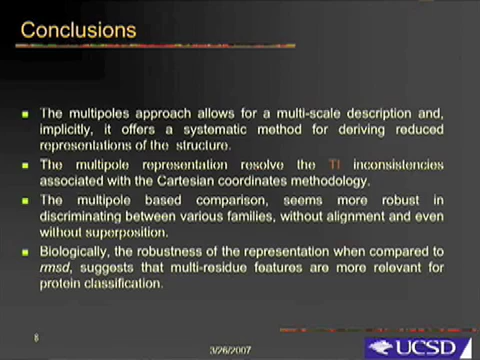 Conclusions
The multipoles approach allows for a multi-scale description and,
implicitly, it offers a systematic method for deriving reduced
representations of the structure.
The multipole representation resolve the TI inconsistencies
associated with the Cartesian coordinates methodology.
The multipole based comparison, seems more robust in
discriminating between various families, without alignment and even
without superposition.
Biologically, the robustness of the representation when compared to
rmsd, suggests that multi-residue features are more relevant for
protein classification.
8
3/26/2007
UCSD